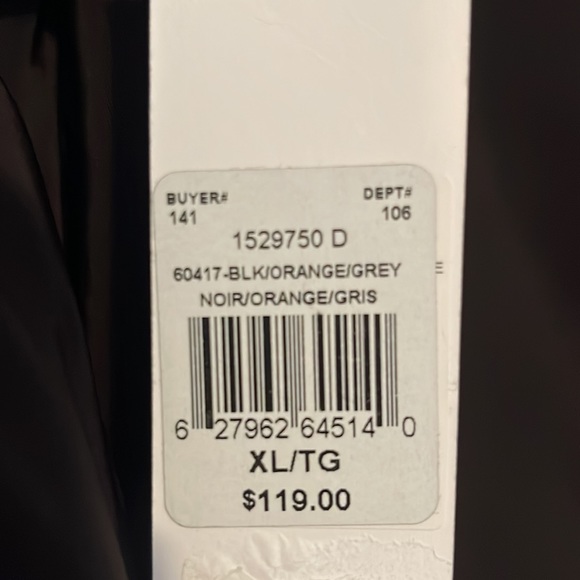 BUYER# DEPT#
141 106
1529750 D
60417-BLK/ORANGE/GREY
NOIR/ORANGE/GRIS
6 27962 64514 0
XL/TG
$119.00